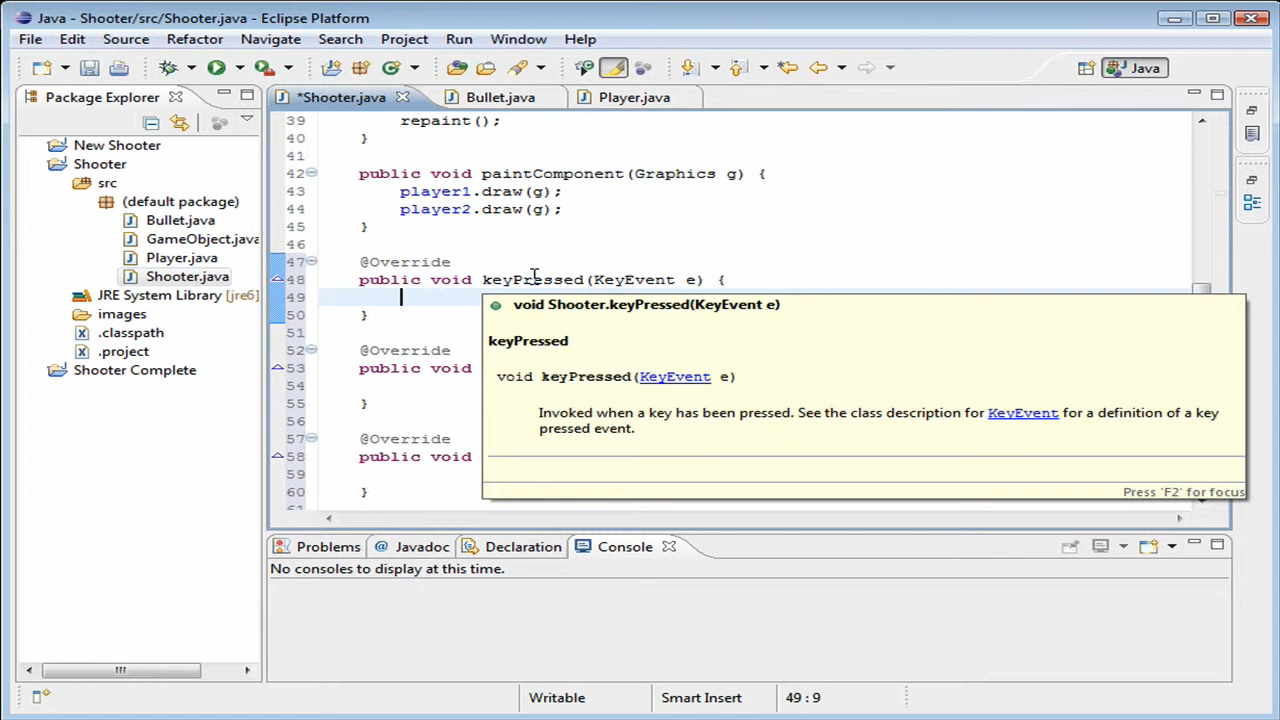 Java - Shooter/src/Shooter.java - Eclipse Platform
File Edit Source Refactor Navigate Search Project Run Window Help
Java
Package Explorer
*Shooter.java Bullet.java Player.java
New Shooter
Shooter
src
(default package)
Bullet.java
GameObject.java
Player.java
Shooter.java
JRE System Library [jre6]
images
.classpath
.project
Shooter Complete
39 repaint();
40 }
41
42 public void paintComponent(Graphics g) {
43 player1.draw(g);
44 player2.draw(g);
45 }
46
47 @Override
48 public void keyPressed(KeyEvent e) {
49
50 }
51
52 @Override
53 public void
54
55 }
56
57 @Override
58 public void
59
60 }
61
void Shooter.keyPressed(KeyEvent e)
keyPressed
void keyPressed(KeyEvent e)
Invoked when a key has been pressed. See the class description for KeyEvent for a definition of a key
pressed event.
Press 'F2' for focus
Problems @ Javadoc Declaration Console
No consoles to display at this time.
Writable Smart Insert 49 : 9